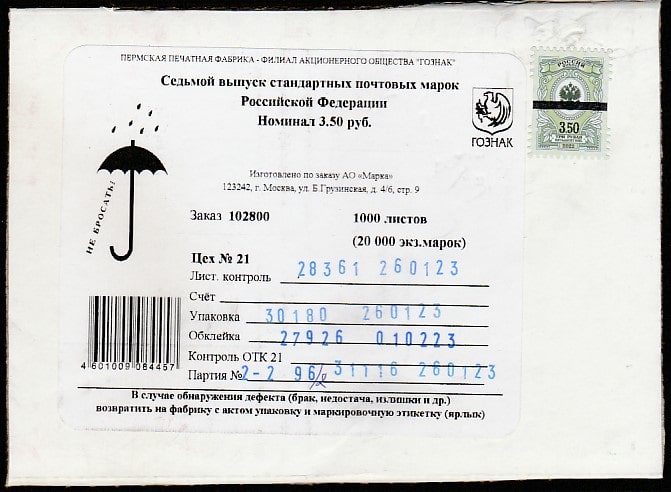 ПЕРМСКАЯ ПЕЧАТНАЯ ФАБРИКА - ФИЛИАЛ АКЦИОНЕРНОГО ОБЩЕСТВА "ГОЗНАК"
Седьмой выпуск стандартных почтовых марок
Российской Федерации
Номинал 3.50 руб.
ГОЗНАК
РОССИЯ
3.50
2022
Изготовлено по заказу АО «Марка»
123242, г. Москва, ул. Б.Грузинская, д. 4/6, стр. 9
НЕ БРОСАТЬ!
Заказ 102800 1000 листов
(20 000 экз.марок)
Цех № 21
Лист. контроль 28361 260123
Счёт
Упаковка 30180 260123
Обклейка 27926 010223
Контроль ОТК 21
Партия № 2-2 96/2 31116 260123
4601009084457
В случае обнаружения дефекта (брак, недостача, излишки и др.)
возвратить на фабрику с актом упаковку и маркировочную этикетку (ярлык)